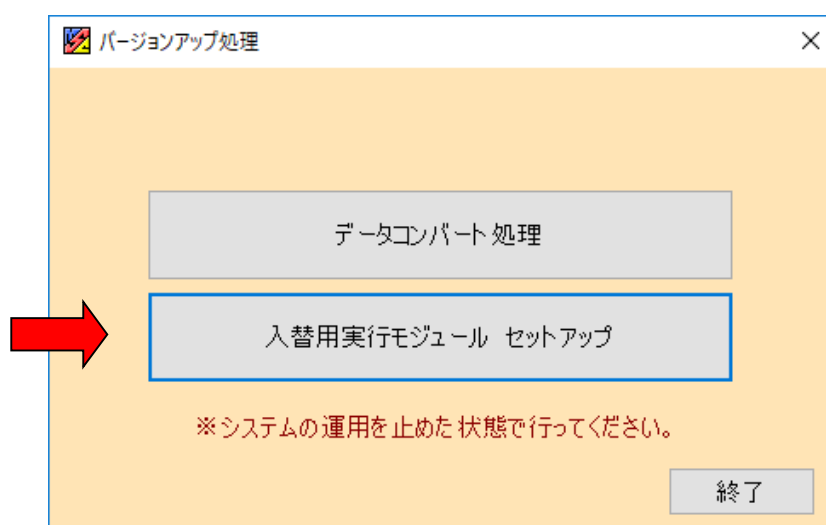 バージョンアップ処理
データコンバート処理
入替用実行モジュール セットアップ
※システムの運用を止めた状態で行ってください。
終了